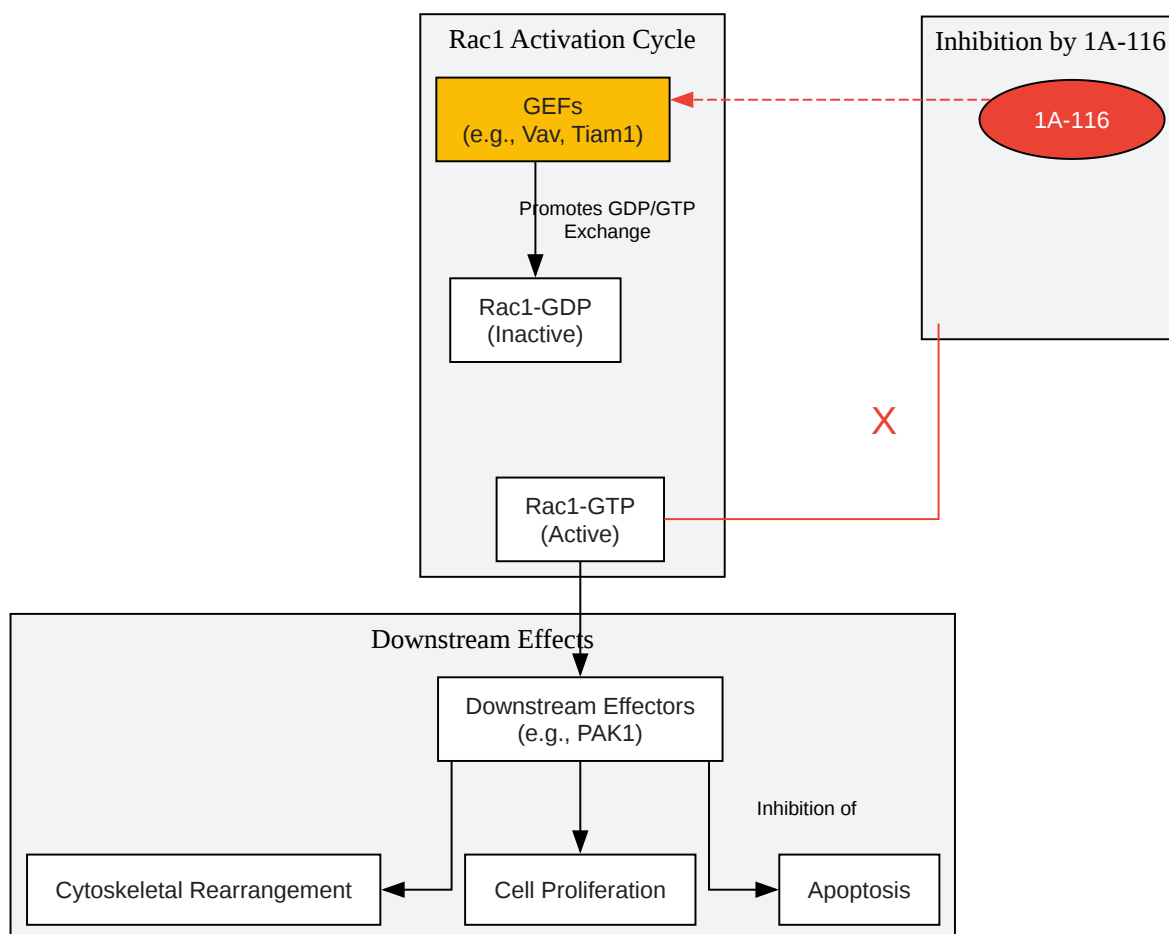 Rac1 Activation Cycle
Inhibition by 1A-116
GEFs
(e.g., Vav, Tiam1)
1A-116
Promotes GDP/GTP
Exchange
Rac1-GDP
(Inactive)
X
Rac1-GTP
(Active)
Downstream Effects
Downstream Effectors
(e.g., PAK1)
Inhibition of
Cytoskeletal Rearrangement
Cell Proliferation
Apoptosis